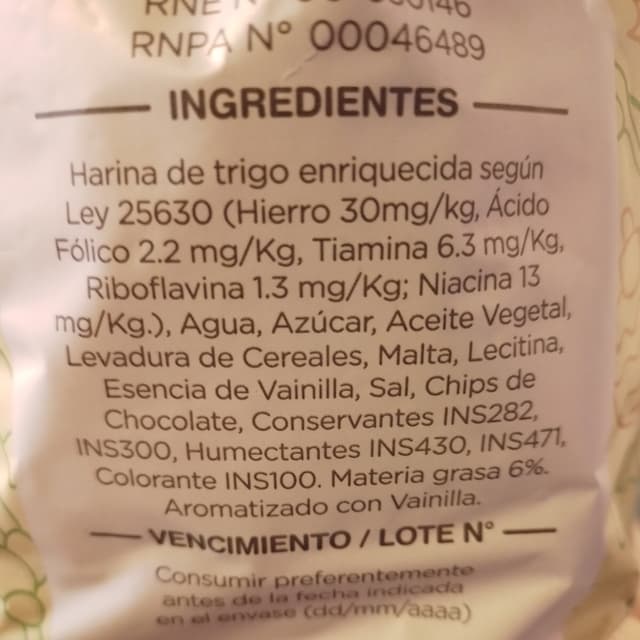 RNPA N° 00046489
INGREDIENTES
Harina de trigo enriquecida según
Ley 25630 (Hierro 30mg/kg, Ácido
Fólico 2.2 mg/Kg, Tiamina 6.3 mg/Kg,
Riboflavina 1.3 mg/Kg; Niacina 13
mg/Kg.), Agua, Azúcar, Aceite Vegetal,
Levadura de Cereales, Malta, Lecitina,
Esencia de Vainilla, Sal, Chips de
Chocolate, Conservantes INS282,
INS300, Humectantes INS430, INS471,
Colorante INS100. Materia grasa 6%.
Aromatizado con Vainilla.
VENCIMIENTO / LOTE N°
Consumir preferentemente
antes de la fecha indicada
en el envase (dd/mm/aaaa)